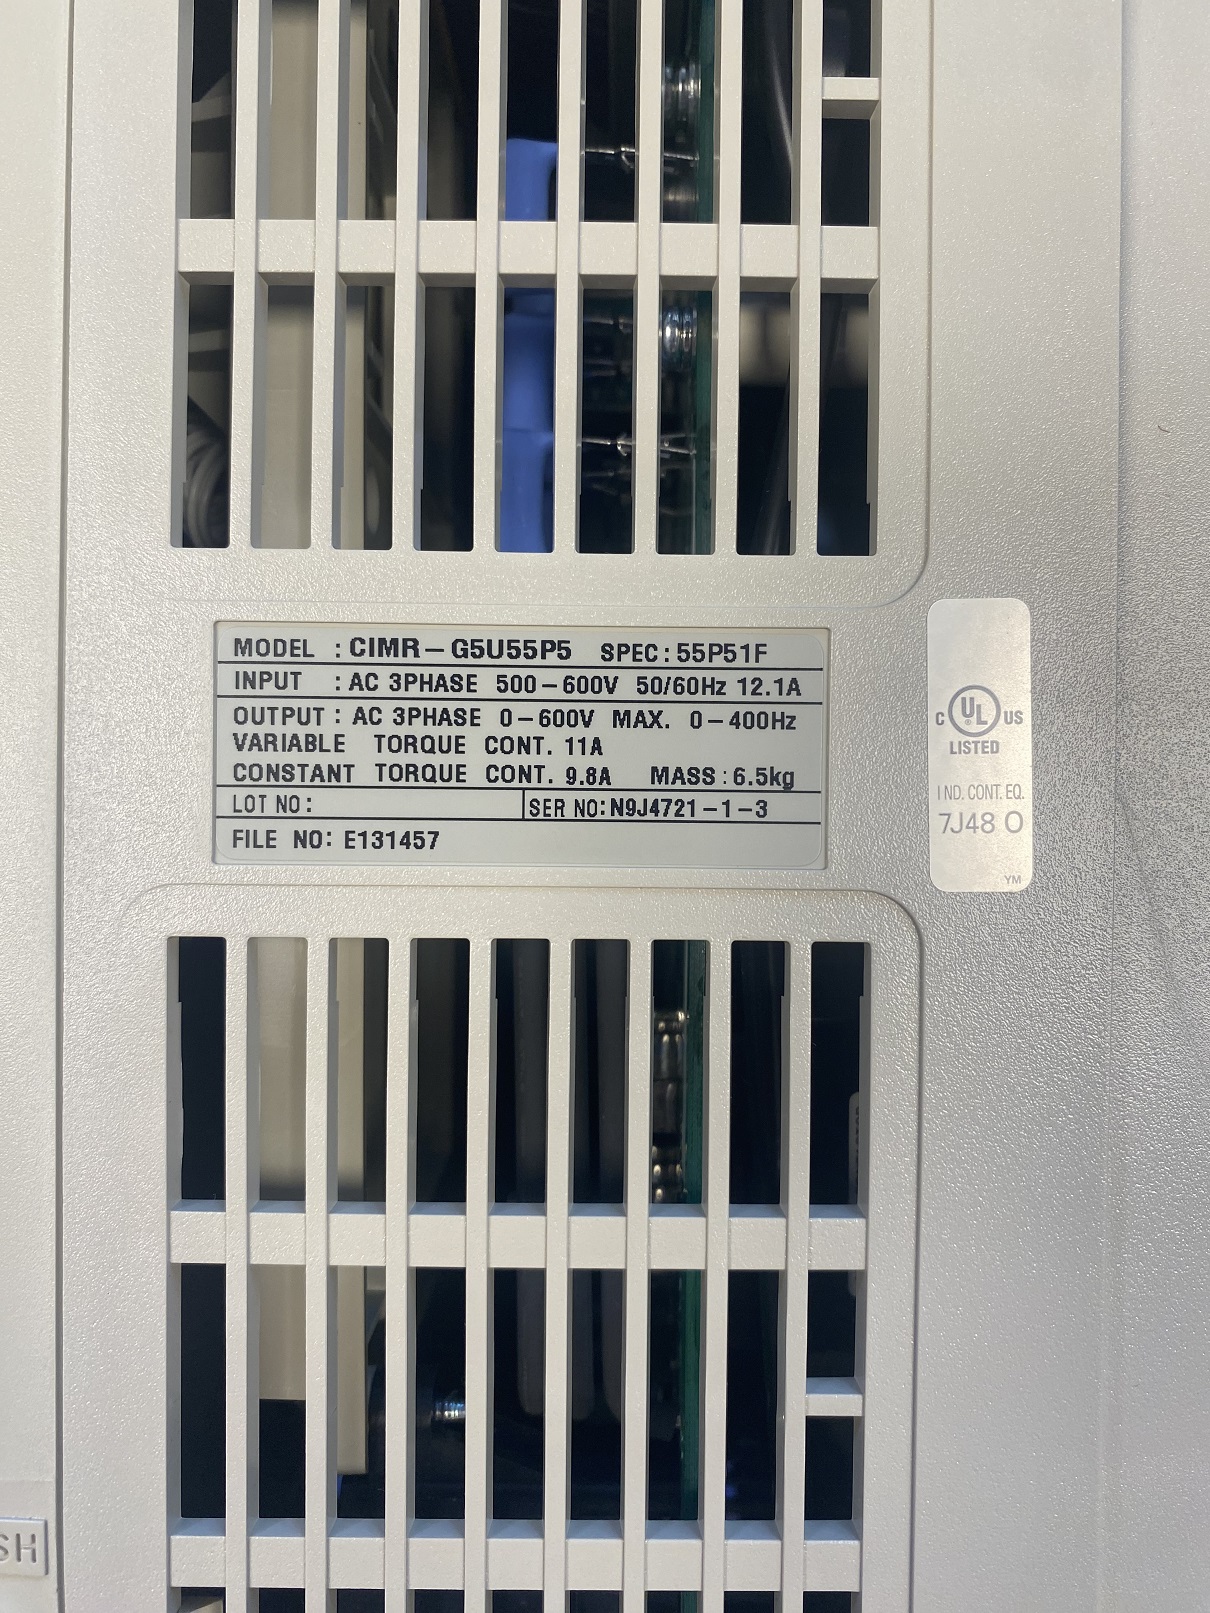 MODEL : CIMR-G5U55P5 SPEC: 55P51F
INPUT : AC 3PHASE 500-600V 50/60Hz 12.1A
OUTPUT : AC 3PHASE 0-600V MAX. 0-400Hz
VARIABLE TORQUE CONT. 11A
CONSTANT TORQUE CONT. 9.8A MASS : 6.5kg
LOT NO: SER NO: N9J4721-1-3
FILE NO: E131457
C UL US
LISTED
IND. CONT. EQ.
7J48 O
YM
SH